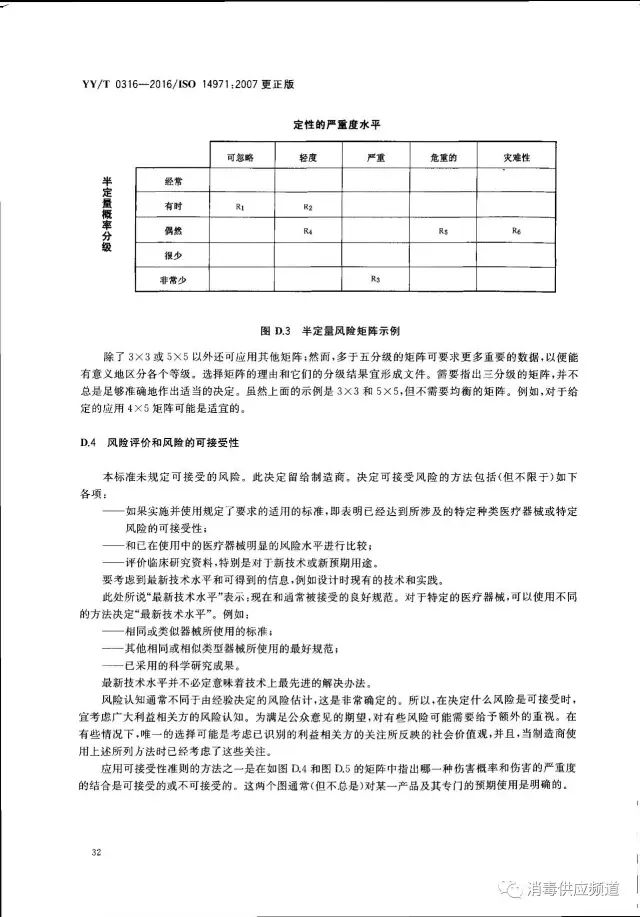 YY/T 0316—2016/ISO 14971:2007更正版
定性的严重度水平
可忽略 轻度 严重 危重的 灾难性
半定量概率分级
经常
有时 R1 R2
偶然 R4 R5 R6
很少
非常少 R3
图 D.3 半定量风险矩阵示例
除了3×3或5×5以外还可应用其他矩阵;然而,多于五分级的矩阵可要求更多重要的数据,以便能
有意义地区分各个等级。选择矩阵的理由和它们的分级结果宜形成文件。需要指出三分级的矩阵,并不
总是足够准确地作出适当的决定。虽然上面的示例是3×3和5×5,但不需要均衡的矩阵。例如,对于给
定的应用4×5矩阵可能是适宜的。
D.4 风险评价和风险的可接受性
本标准未规定可接受的风险。此决定留给制造商。决定可接受风险的方法包括(但不限于)如下
各项:
——如果实施并使用规定了要求的适用的标准,即表明已经达到所涉及的特定种类医疗器械或特定
风险的可接受性;
——和已在使用中的医疗器械明显的风险水平进行比较;
——评价临床研究资料,特别是对于新技术或新预期用途。
要考虑到最新技术水平和可得到的信息,例如设计时现有的技术和实践。
此处所说“最新技术水平”表示:现在和通常被接受的良好规范。对于特定的医疗器械,可以使用不同
的方法决定“最新技术水平”。例如:
——相同或类似器械所使用的标准;
——其他相同或相似类型器械所使用的最好规范;
——已采用的科学研究成果。
最新技术水平并不必定意味着技术上最先进的解决办法。
风险认知通常不同于由经验决定的风险估计,这是非常确定的。所以,在决定什么风险是可接受时,
宜考虑广大利益相关方的风险认知。为满足公众意见的期望,对有些风险可能需要给予额外的重视。在
有些情况下,唯一的选择可能是考虑已识别的利益相关方的关注所反映的社会价值观,并且,当制造商使
用上述所列方法时已经考虑了这些关注。
应用可接受性准则的方法之一是在如图D.4和图D.5的矩阵中指出哪一种伤害概率和伤害的严重度
的结合是可接受的或不可接受的。这两个图通常(但不总是)对某一产品及其专门的预期使用是明确的。
32
消毒供应频道